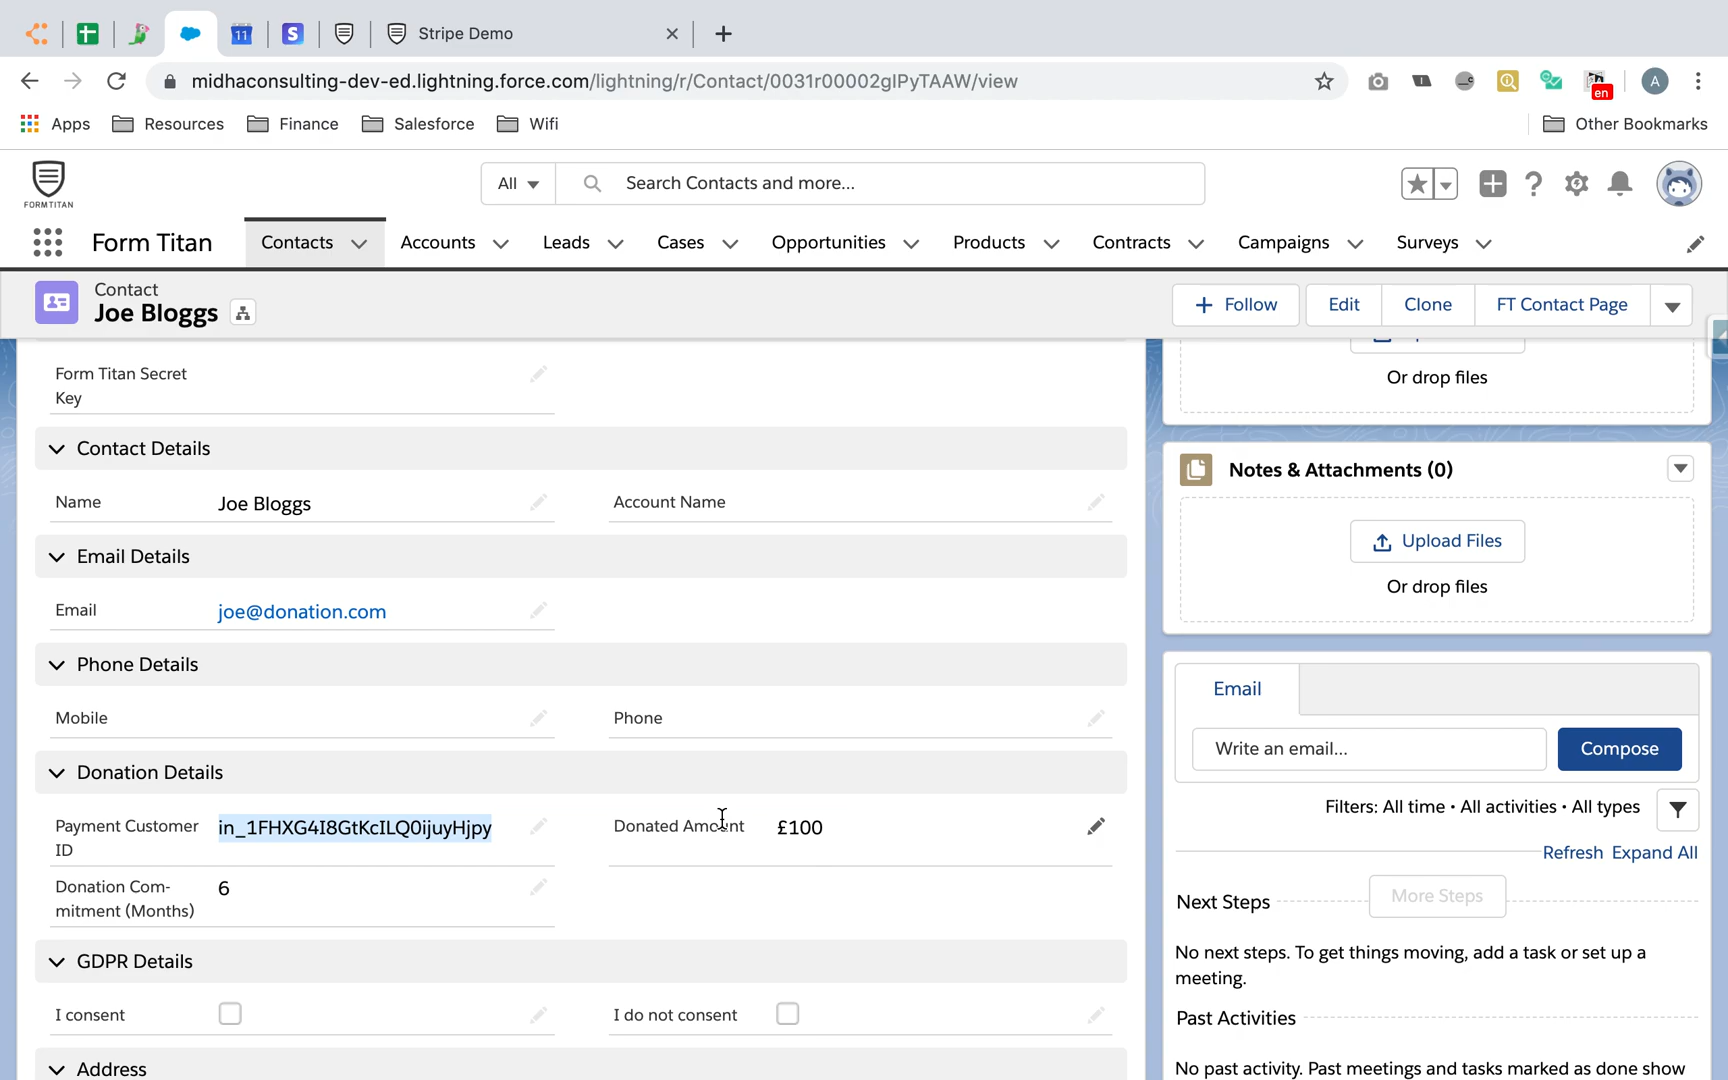 11
S
Stripe Demo
midhaconsulting-dev-ed.lightning.force.com/lightning/r/Contact/0031r00002glPyTAAW/view
en
A
Apps
Resources
Finance
Salesforce
Wifi
Other Bookmarks
FORMTITAN
All
Search Contacts and more...
Form Titan
Contacts
Accounts
Leads
Cases
Opportunities
Products
Contracts
Campaigns
Surveys
Contact
Joe Bloggs
Follow
Edit
Clone
FT Contact Page
Form Titan Secret
Key
Or drop files
Contact Details
Notes & Attachments (0)
Name
Joe Bloggs
Account Name
Upload Files
Email Details
Or drop files
Email
joe@donation.com
Phone Details
Email
Mobile
Phone
Write an email...
Compose
Donation Details
Filters: All time • All activities • All types
Payment Customer
ID
in_1FHXG4I8GtKcILQ0ijuyHjpy
Donated Amount
£100
Refresh
Expand All
Donation Com-
mitment (Months)
6
Next Steps
More Steps
No next steps. To get things moving, add a task or set up a
meeting.
GDPR Details
I consent
I do not consent
Past Activities
Address
No past activity. Past meetings and tasks marked as done show